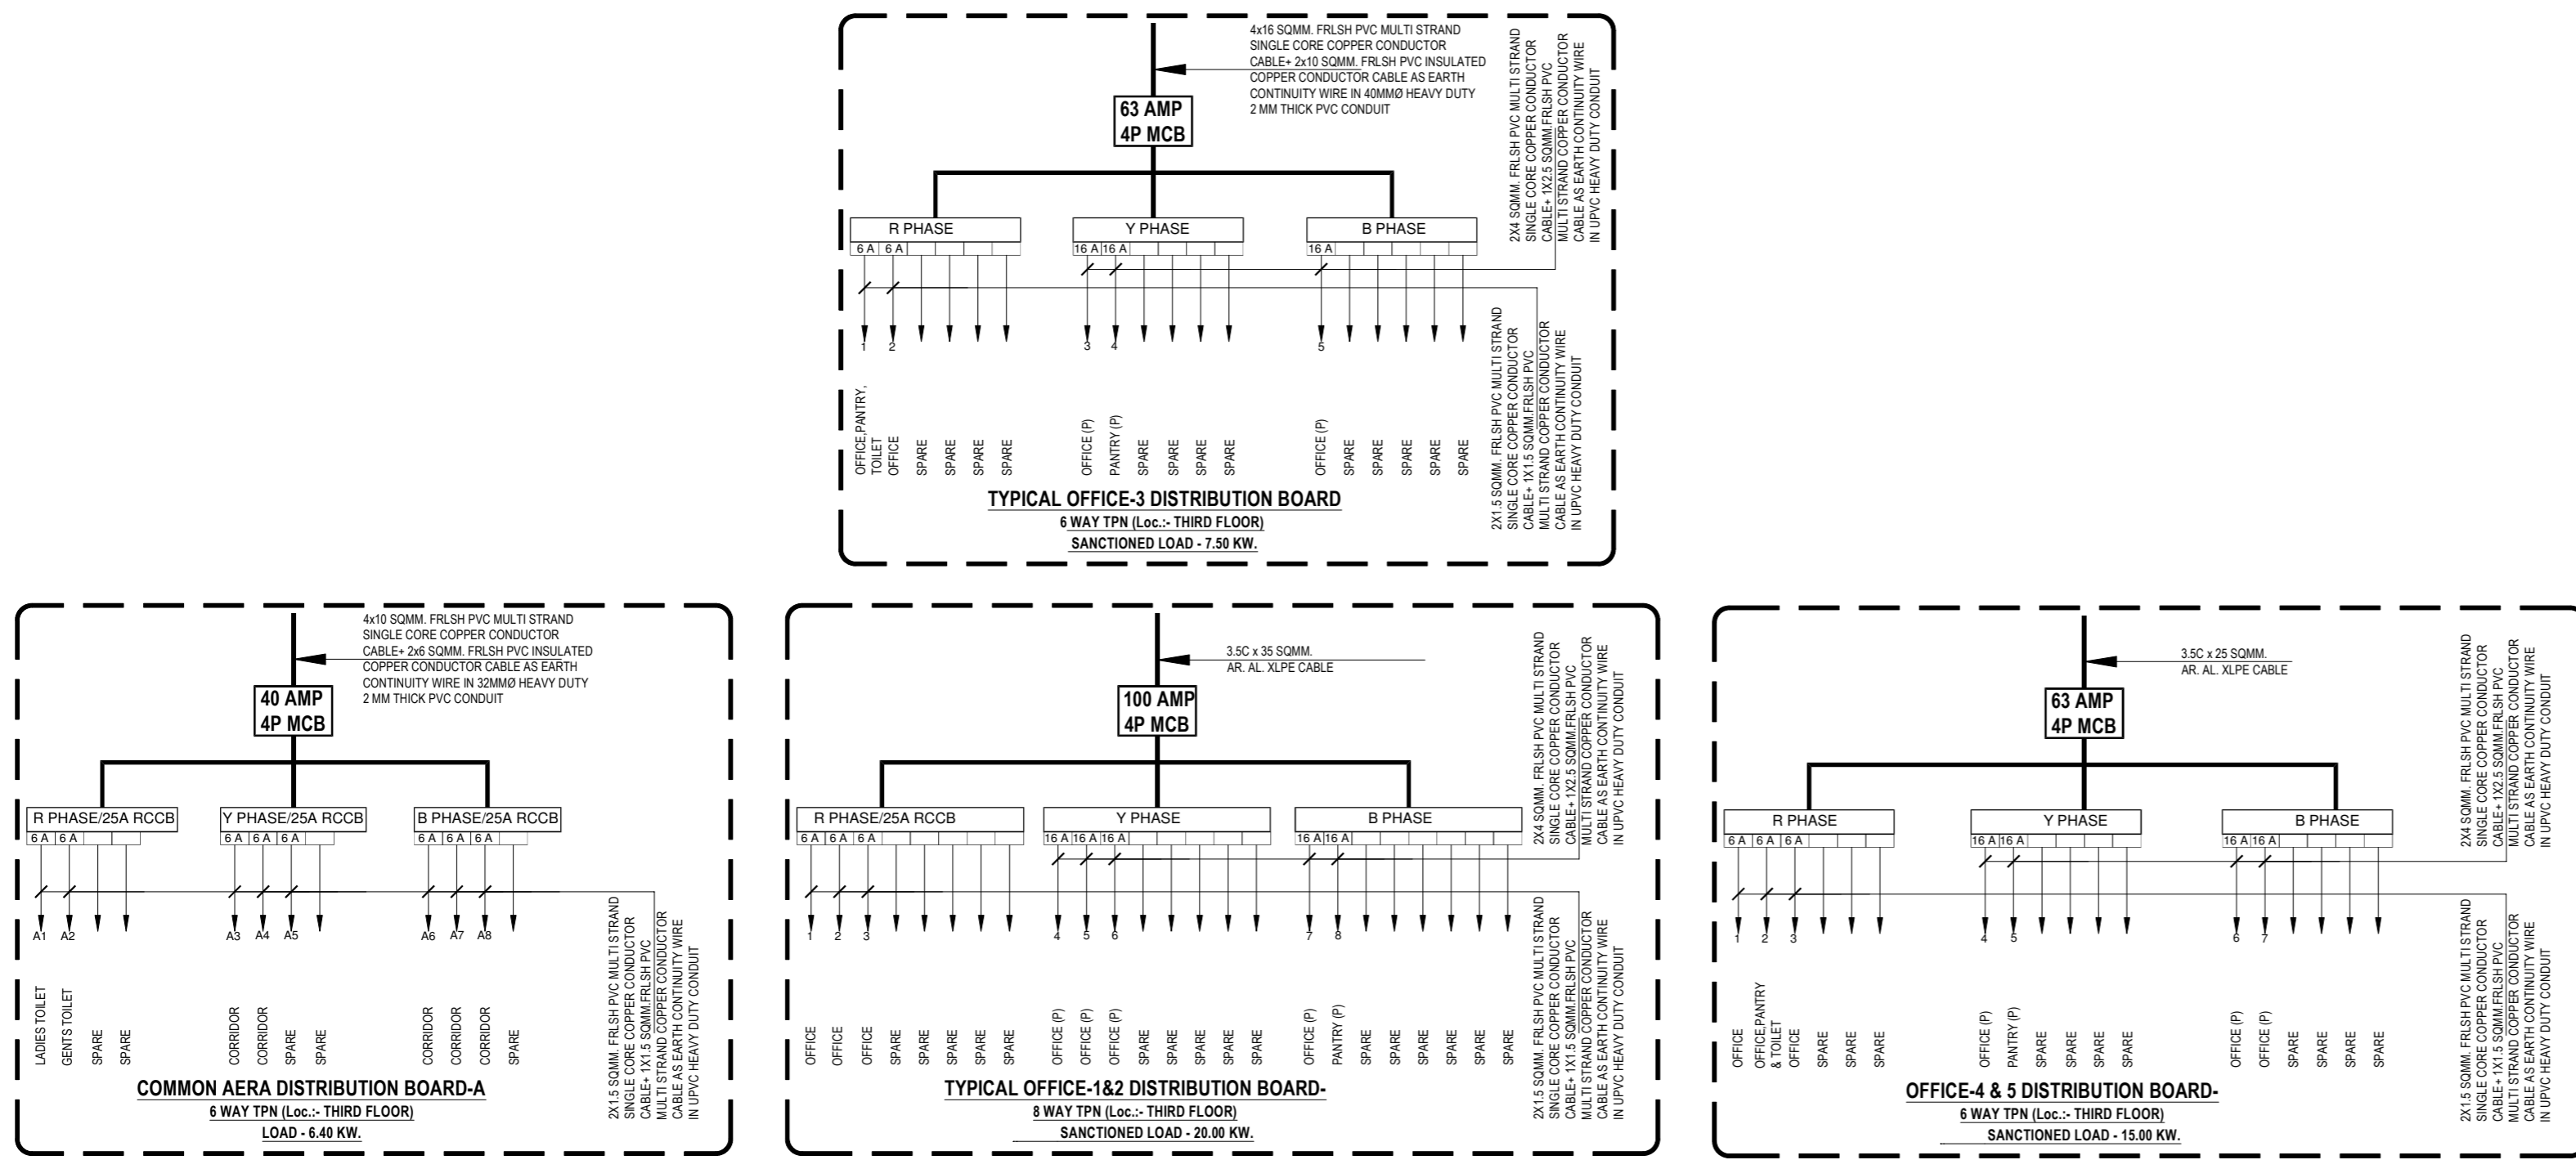 4x16 SQMM. FRLSH PVC MULTI STRAND
SINGLE CORE COPPER CONDUCTOR
CABLE+ 2x10 SQMM. FRLSH PVC INSULATED
COPPER CONDUCTOR CABLE AS EARTH
CONTINUITY WIRE IN 40MMØ HEAVY DUTY
2 MM THICK PVC CONDUIT
63 AMP
4P MCB
R PHASE
6 A 6 A
Y PHASE
16 A 16 A
B PHASE
16 A
2X4 SQMM. FRLSH PVC MULTI STRAND
SINGLE CORE COPPER CONDUCTOR
CABLE+ 1X2.5 SQMM.FRLSH PVC
MULTI STRAND COPPER CONDUCTOR
CABLE AS EARTH CONTINUITY WIRE
IN UPVC HEAVY DUTY CONDUIT
1 2 3 4 5
OFFICE,PANTRY,
TOILET
OFFICE
SPARE
SPARE
SPARE
SPARE
OFFICE (P)
PANTRY (P)
SPARE
SPARE
SPARE
SPARE
OFFICE (P)
SPARE
SPARE
SPARE
SPARE
SPARE
2X1.5 SQMM. FRLSH PVC MULTI STRAND
SINGLE CORE COPPER CONDUCTOR
CABLE+ 1X1.5 SQMM.FRLSH PVC
MULTI STRAND COPPER CONDUCTOR
CABLE AS EARTH CONTINUITY WIRE
IN UPVC HEAVY DUTY CONDUIT
TYPICAL OFFICE-3 DISTRIBUTION BOARD
6 WAY TPN (Loc.:- THIRD FLOOR)
SANCTIONED LOAD - 7.50 KW.
4x10 SQMM. FRLSH PVC MULTI STRAND
SINGLE CORE COPPER CONDUCTOR
CABLE+ 2x6 SQMM. FRLSH PVC INSULATED
COPPER CONDUCTOR CABLE AS EARTH
CONTINUITY WIRE IN 32MMØ HEAVY DUTY
2 MM THICK PVC CONDUIT
40 AMP
4P MCB
R PHASE/25A RCCB
6 A 6 A
Y PHASE/25A RCCB
6 A 6 A 6 A
B PHASE/25A RCCB
6 A 6 A 6 A
A1 A2 A3 A4 A5 A6 A7 A8
LADIES TOILET
GENTS TOILET
SPARE
SPARE
CORRIDOR
CORRIDOR
SPARE
SPARE
CORRIDOR
CORRIDOR
CORRIDOR
SPARE
2X1.5 SQMM. FRLSH PVC MULTI STRAND
SINGLE CORE COPPER CONDUCTOR
CABLE+ 1X1.5 SQMM.FRLSH PVC
MULTI STRAND COPPER CONDUCTOR
CABLE AS EARTH CONTINUITY WIRE
IN UPVC HEAVY DUTY CONDUIT
COMMON AERA DISTRIBUTION BOARD-A
6 WAY TPN (Loc.:- THIRD FLOOR)
LOAD - 6.40 KW.
3.5C x 35 SQMM.
AR. AL. XLPE CABLE
100 AMP
4P MCB
R PHASE/25A RCCB
6 A 6 A 6 A
Y PHASE
16 A 16 A 16 A
B PHASE
16 A 16 A
2X4 SQMM. FRLSH PVC MULTI STRAND
SINGLE CORE COPPER CONDUCTOR
CABLE+ 1X2.5 SQMM.FRLSH PVC
MULTI STRAND COPPER CONDUCTOR
CABLE AS EARTH CONTINUITY WIRE
IN UPVC HEAVY DUTY CONDUIT
1 2 3 4 5 6 7 8
OFFICE
OFFICE
OFFICE
SPARE
SPARE
SPARE
SPARE
SPARE
OFFICE (P)
OFFICE (P)
OFFICE (P)
SPARE
SPARE
SPARE
SPARE
SPARE
OFFICE (P)
PANTRY (P)
SPARE
SPARE
SPARE
SPARE
SPARE
SPARE
2X1.5 SQMM. FRLSH PVC MULTI STRAND
SINGLE CORE COPPER CONDUCTOR
CABLE+ 1X1.5 SQMM.FRLSH PVC
MULTI STRAND COPPER CONDUCTOR
CABLE AS EARTH CONTINUITY WIRE
IN UPVC HEAVY DUTY CONDUIT
TYPICAL OFFICE-1&2 DISTRIBUTION BOARD-
8 WAY TPN (Loc.:- THIRD FLOOR)
SANCTIONED LOAD - 20.00 KW.
3.5C x 25 SQMM.
AR. AL. XLPE CABLE
63 AMP
4P MCB
R PHASE
6 A 6 A 6 A
Y PHASE
16 A 16 A
B PHASE
16 A 16 A
2X4 SQMM. FRLSH PVC MULTI STRAND
SINGLE CORE COPPER CONDUCTOR
CABLE+ 1X2.5 SQMM.FRLSH PVC
MULTI STRAND COPPER CONDUCTOR
CABLE AS EARTH CONTINUITY WIRE
IN UPVC HEAVY DUTY CONDUIT
1 2 3 4 5 6 7
OFFICE
OFFICE,PANTRY
& TOILET
OFFICE
SPARE
SPARE
SPARE
OFFICE (P)
PANTRY (P)
SPARE
SPARE
SPARE
SPARE
OFFICE (P)
OFFICE (P)
SPARE
SPARE
SPARE
SPARE
2X1.5 SQMM. FRLSH PVC MULTI STRAND
SINGLE CORE COPPER CONDUCTOR
CABLE+ 1X1.5 SQMM.FRLSH PVC
MULTI STRAND COPPER CONDUCTOR
CABLE AS EARTH CONTINUITY WIRE
IN UPVC HEAVY DUTY CONDUIT
OFFICE-4 & 5 DISTRIBUTION BOARD-
6 WAY TPN (Loc.:- THIRD FLOOR)
SANCTIONED LOAD - 15.00 KW.